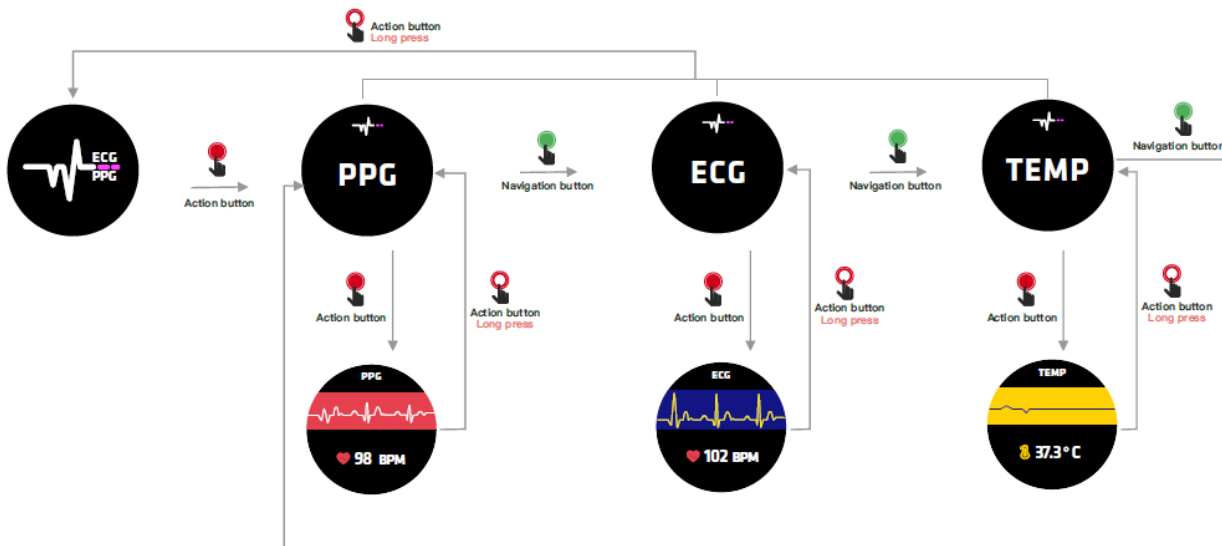 Action button
Long press
ECG
PPG
Action button
PPG
Navigation button
ECG
Navigation button
TEMP
Navigation button
Action button
Action button
Long press
Action button
Action button
Long press
Action button
Action button
Long press
PPG
98 BPM
ECG
102 BPM
TEMP
37.3° C